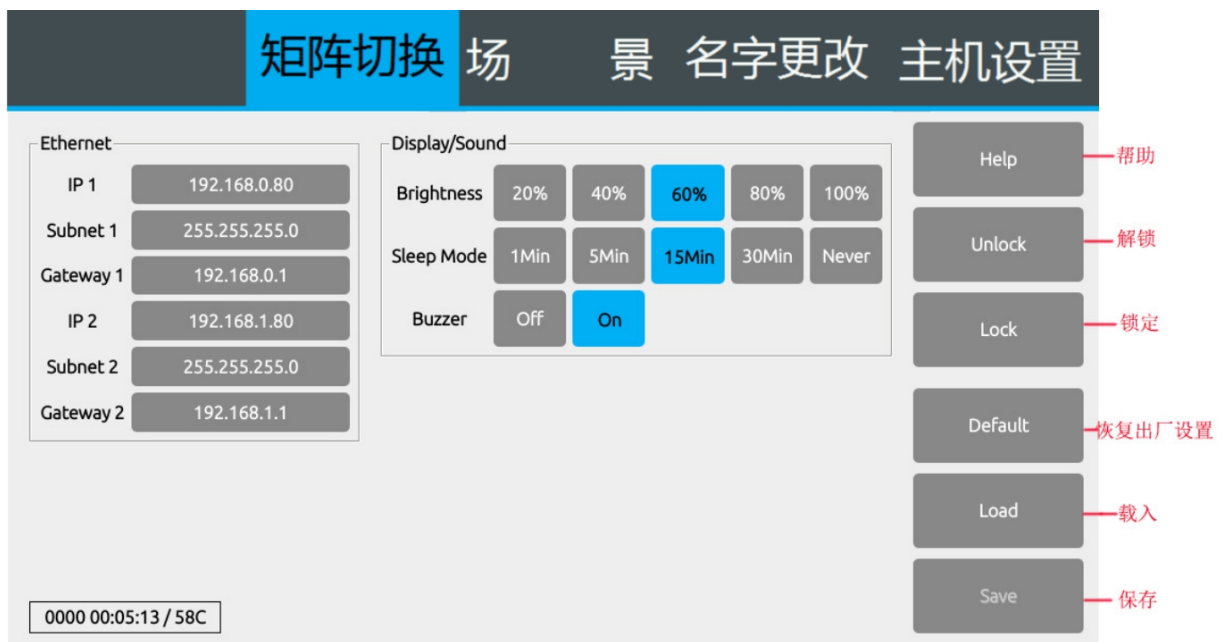 矩阵切换 场 景 名字更改 主机设置
Ethernet
IP 1 192.168.0.80
Subnet 1 255.255.255.0
Gateway 1 192.168.0.1
IP 2 192.168.1.80
Subnet 2 255.255.255.0
Gateway 2 192.168.1.1
Display/Sound
Brightness 20% 40% 60% 80% 100%
Sleep Mode 1Min 5Min 15Min 30Min Never
Buzzer Off On
Help 帮助
Unlock 解锁
Lock 锁定
Default 恢复出厂设置
Load 载入
Save 保存
0000 00:05:13 / 58C